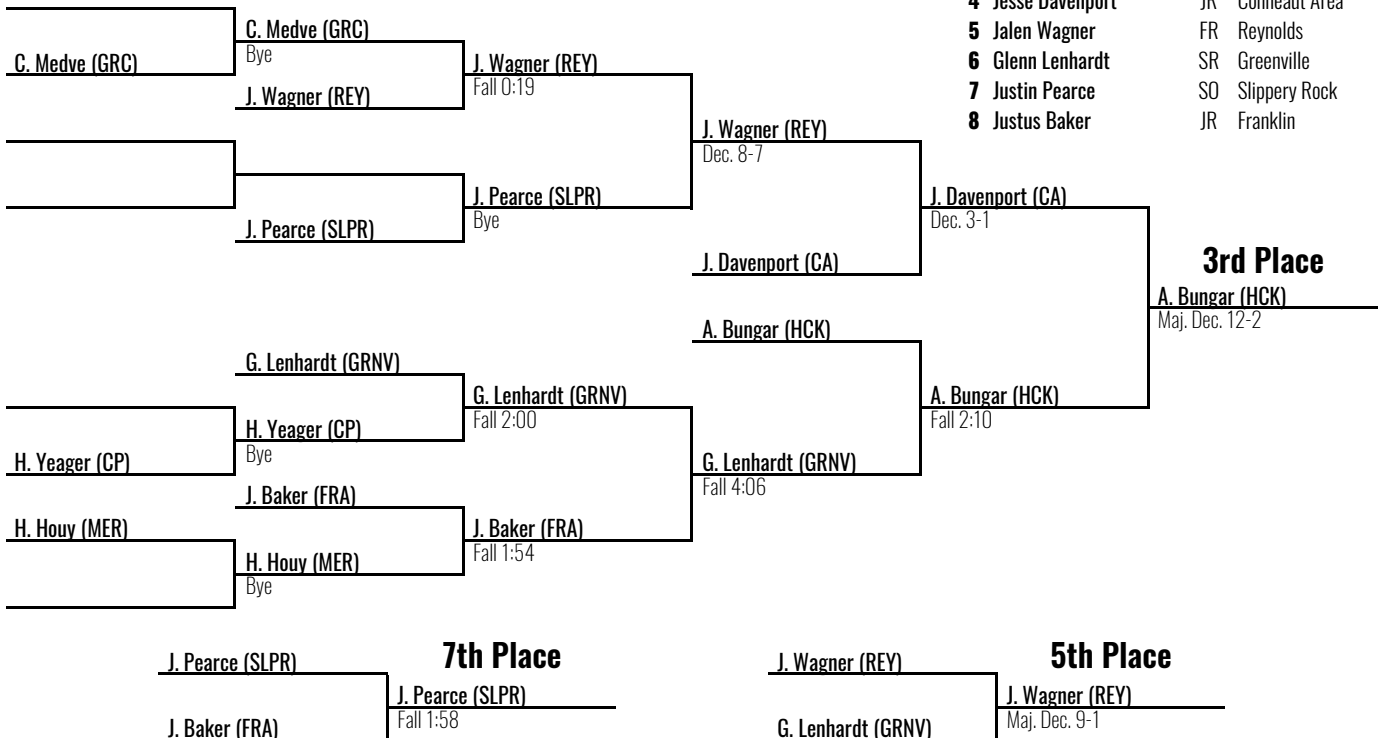 4 Jesse Davenport JR Conneaut Area
5 Jalen Wagner FR Reynolds
6 Glenn Lenhardt SR Greenville
7 Justin Pearce SO Slippery Rock
8 Justus Baker JR Franklin
C. Medve (GRC)
C. Medve (GRC)
Bye
J. Wagner (REY)
J. Wagner (REY)
Fall 0:19
J. Pearce (SLPR)
J. Pearce (SLPR)
Bye
J. Wagner (REY)
Dec. 8-7
J. Davenport (CA)
J. Davenport (CA)
Dec. 3-1
3rd Place
A. Bungar (HCK)
Maj. Dec. 12-2
A. Bungar (HCK)
A. Bungar (HCK)
Fall 2:10
G. Lenhardt (GRNV)
G. Lenhardt (GRNV)
Fall 2:00
H. Yeager (CP)
H. Yeager (CP)
Bye
G. Lenhardt (GRNV)
Fall 4:06
J. Baker (FRA)
J. Baker (FRA)
Fall 1:54
H. Houy (MER)
H. Houy (MER)
Bye
7th Place
J. Pearce (SLPR)
J. Pearce (SLPR)
Fall 1:58
J. Baker (FRA)
5th Place
J. Wagner (REY)
J. Wagner (REY)
Maj. Dec. 9-1
G. Lenhardt (GRNV)